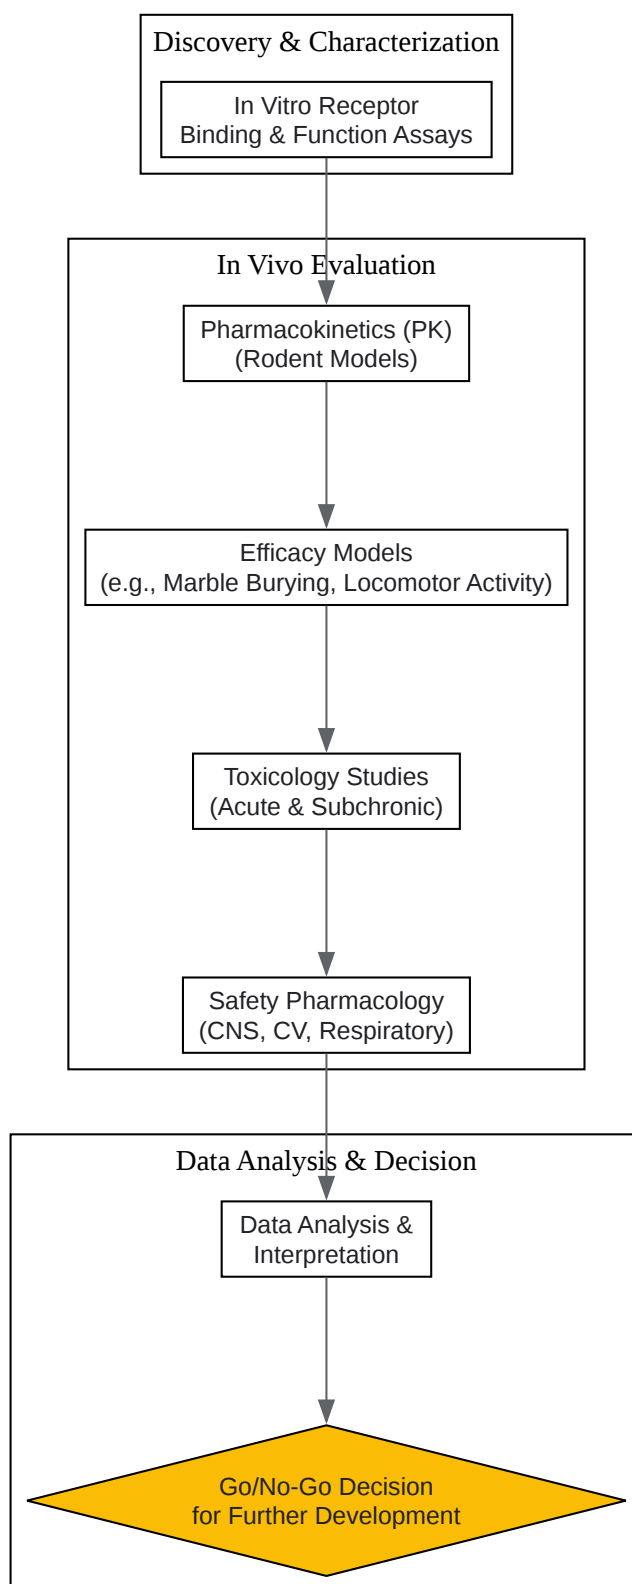 Discovery & Characterization
In Vitro Receptor
Binding & Function Assays
In Vivo Evaluation
Pharmacokinetics (PK)
(Rodent Models)
Efficacy Models
(e.g., Marble Burying, Locomotor Activity)
Toxicology Studies
(Acute & Subchronic)
Safety Pharmacology
(CNS, CV, Respiratory)
Data Analysis & Decision
Data Analysis &
Interpretation
Go/No-Go Decision
for Further Development